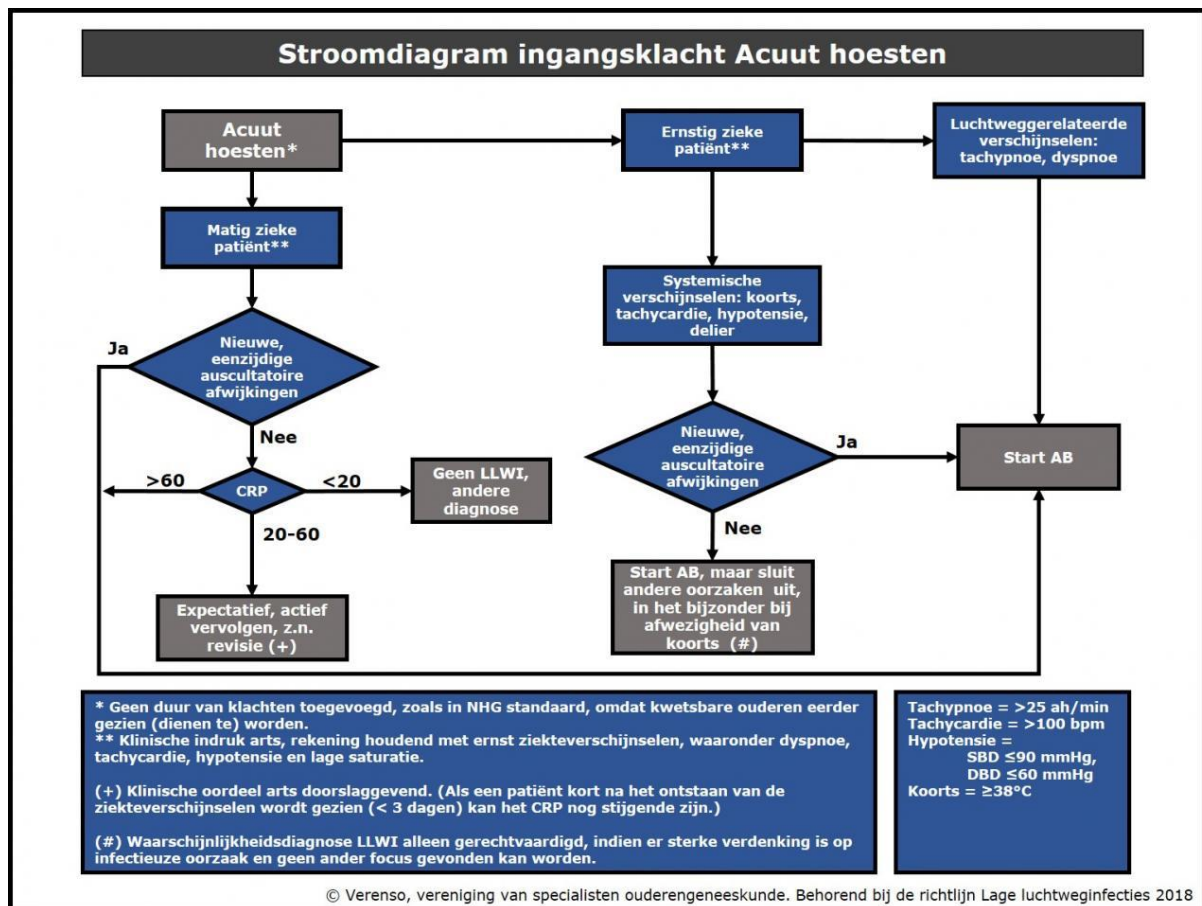 Stroomdiagram ingangsklacht Acuut hoesten
Acuut
hoesten*
Ernstig zieke
patiënt**
Luchtweggerelateerde
verschijnselen:
tachypnoe, dyspnoe
Matig zieke
patiënt**
Systemische
verschijnselen: koorts,
tachycardie, hypotensie,
delier
Ja
Nieuwe,
eenzijdige
auscultatoire
afwijkingen
Nee
Nieuwe,
eenzijdige
auscultatoire
afwijkingen
Ja
Start AB
>60
CRP
<20
Geen LLWI,
andere
diagnose
20-60
Nee
Expectatief, actief
vervolgen, z.n.
revisie (+)
Start AB, maar sluit
andere oorzaken uit,
in het bijzonder bij
afwezigheid van
koorts (#)
* Geen duur van klachten toegevoegd, zoals in NHG standaard, omdat kwetsbare ouderen eerder
gezien (dienen te) worden.
** Klinische indruk arts, rekening houdend met ernst ziekteverschijnselen, waaronder dyspnoe,
tachycardie, hypotensie en lage saturatie.
(+) Klinische oordeel arts doorslaggevend. (Als een patiënt kort na het ontstaan van de
ziekteverschijnselen wordt gezien (< 3 dagen) kan het CRP nog stijgende zijn.)
(#) Waarschijnlijkheidsdiagnose LLWI alleen gerechtvaardigd, indien er sterke verdenking is op
infectieuze oorzaak en geen ander focus gevonden kan worden.
Tachypnoe = >25 ah/min
Tachycardie = >100 bpm
Hypotensie =
SBD ≤90 mmHg,
DBD ≤60 mmHg
Koorts = ≥38°C
© Verenso, vereniging van specialisten ouderengeneeskunde. Behorend bij de richtlijn Lage luchtweginfecties 2018